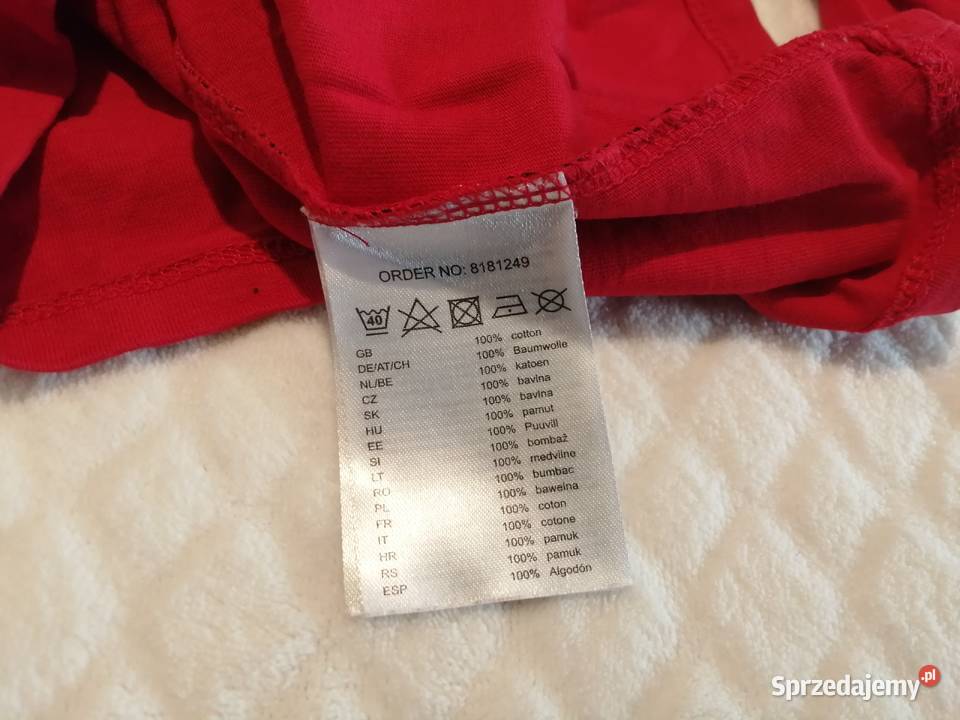 ORDER NO: 8181249
40
GB 100% cotton
DE/AT/CH 100% Baumwolle
NL/BE 100% katoen
CZ 100% bavlna
SK 100% bavlna
HU 100% pamut
EE 100% Puuvill
SI 100% bombaž
LT 100% medvilne
RO 100% bumbac
PL 100% bawełna
FR 100% coton
IT 100% cotone
HR 100% pamuk
RS 100% pamuk
ESP 100% Algodón
Sprzedajemy.pl